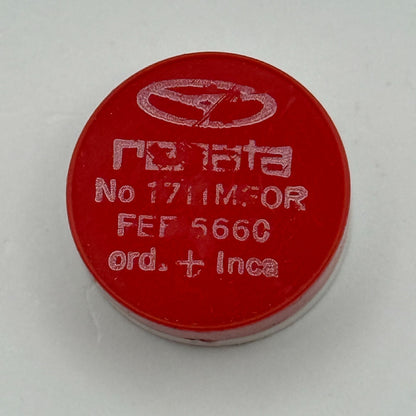 renata
No 1711MFOR
FEF 6660
ord. + Inca